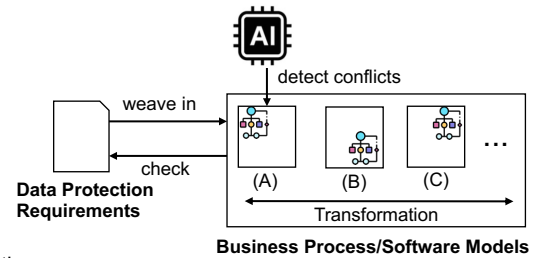 AI
detect conflicts
weave in
check
(A)
(B)
(C)
...
Data Protection
Requirements
Transformation
Business Process/Software Models